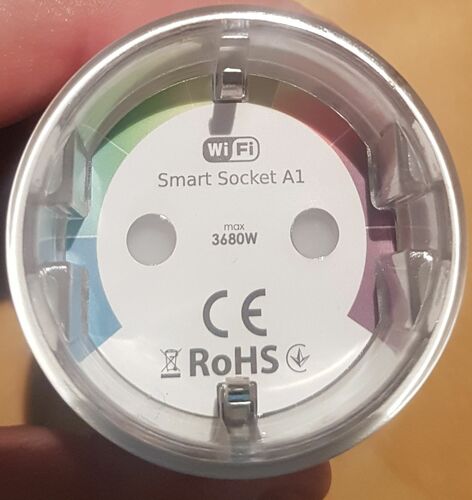 WiFi
Smart Socket A1
max
3680W
CE
RoHS